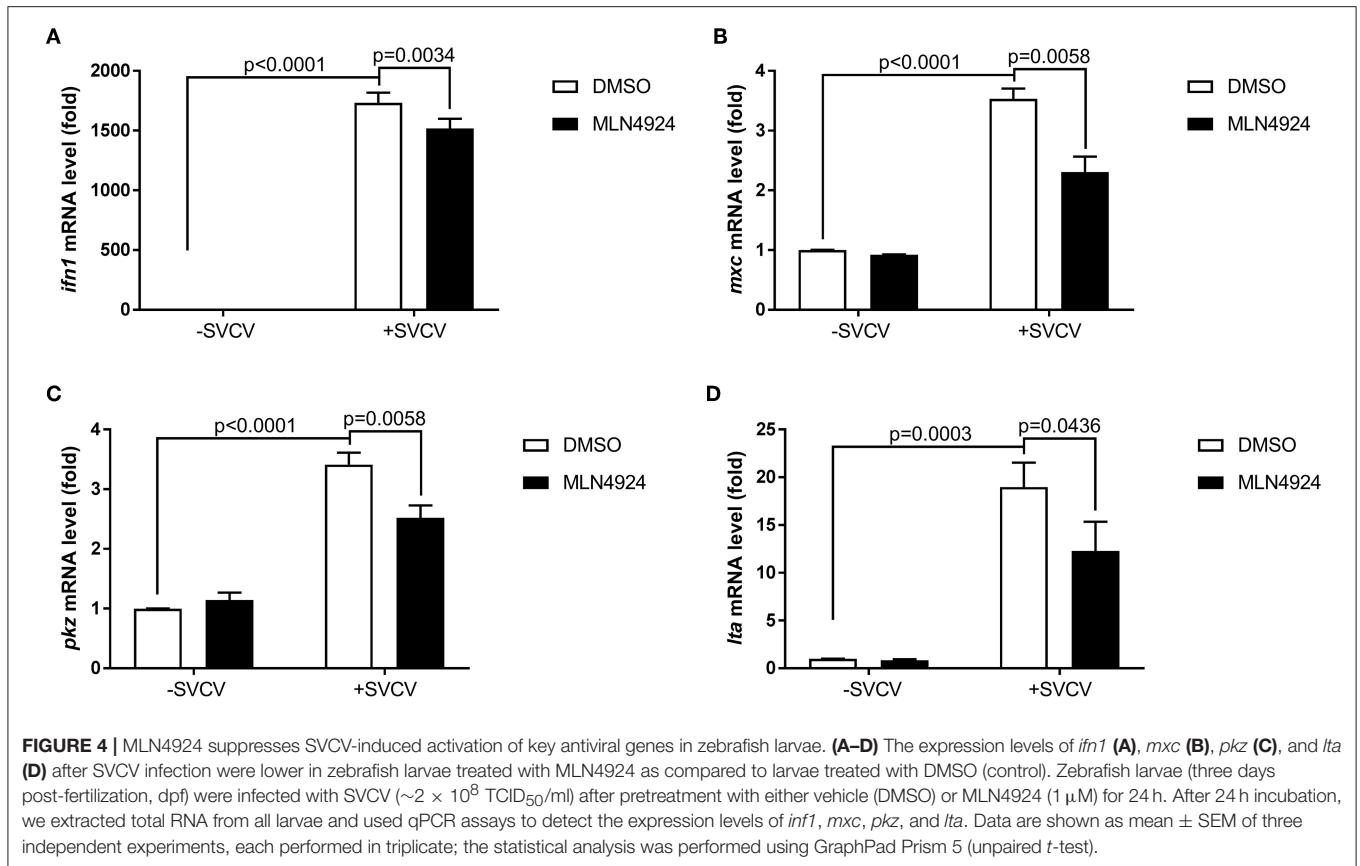 A
p<0.0001
p=0.0034
ifn1 mRNA level (fold)
2000
1500
1000
500
0
-SVCV
+SVCV
DMSO
MLN4924
B
p<0.0001
p=0.0058
mxc mRNA level (fold)
4
3
2
1
0
-SVCV
+SVCV
DMSO
MLN4924
C
p<0.0001
p=0.0058
pkz mRNA level (fold)
4
3
2
1
0
-SVCV
+SVCV
DMSO
MLN4924
D
p=0.0003
p=0.0436
lta mRNA level (fold)
25
20
15
10
5
0
-SVCV
+SVCV
DMSO
MLN4924
FIGURE 4 | MLN4924 suppresses SVCV-induced activation of key antiviral genes in zebrafish larvae. (A–D) The expression levels of ifn1 (A), mxc (B), pkz (C), and lta
(D) after SVCV infection were lower in zebrafish larvae treated with MLN4924 as compared to larvae treated with DMSO (control). Zebrafish larvae (three days
post-fertilization, dpf) were infected with SVCV (∼2 × 10⁸ TCID₅₀/ml) after pretreatment with either vehicle (DMSO) or MLN4924 (1 μM) for 24 h. After 24 h incubation,
we extracted total RNA from all larvae and used qPCR assays to detect the expression levels of inf1, mxc, pkz, and lta. Data are shown as mean ± SEM of three
independent experiments, each performed in triplicate; the statistical analysis was performed using GraphPad Prism 5 (unpaired t-test).